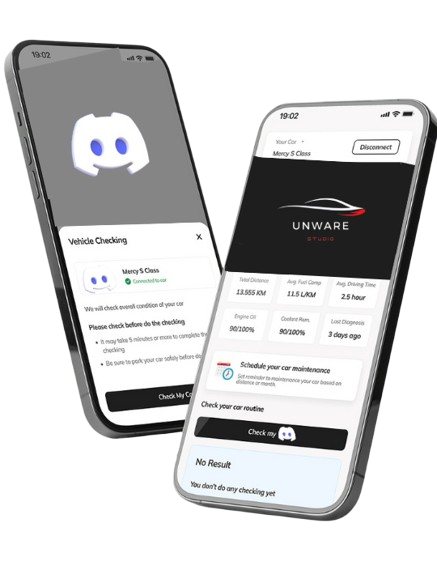 19:02
Vehicle Checking
X
Mercy S Class
Connected to car
We will check overall condition of your car
Please check before do the checking
It may take 5 minutes or more to complete the
checking
Be sure to park your car safely before do
Check My Ca
19:02
Your Car
Mercy S Class
Disconnect
UNWARE
STUDIO
Total Distance
13.555 KM
Avg. Fuel Comp
11.5 L/KM
Avg. Driving Time
2.5 hour
Engine Oil
90/100%
Coolant Rem.
90/100%
Last Diagnosis
3 days ago
Schedule your car maintenance
Set reminder to maintenance your car based on
distance or month.
Check your car routine
Check my
No Result
You don't do any checking yet